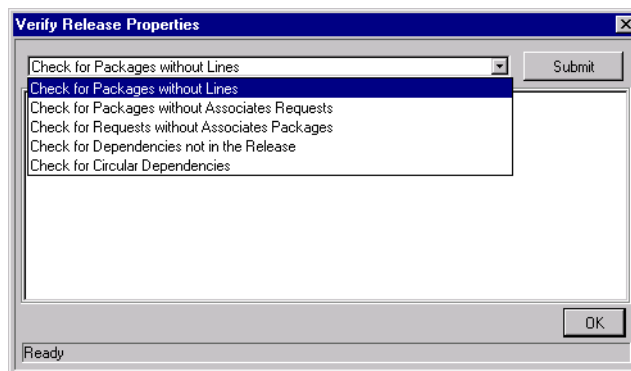 Verify Release Properties
Check for Packages without Lines
Submit
Check for Packages without Lines
Check for Packages without Associates Requests
Check for Requests without Associates Packages
Check for Dependencies not in the Release
Check for Circular Dependencies
OK
Ready